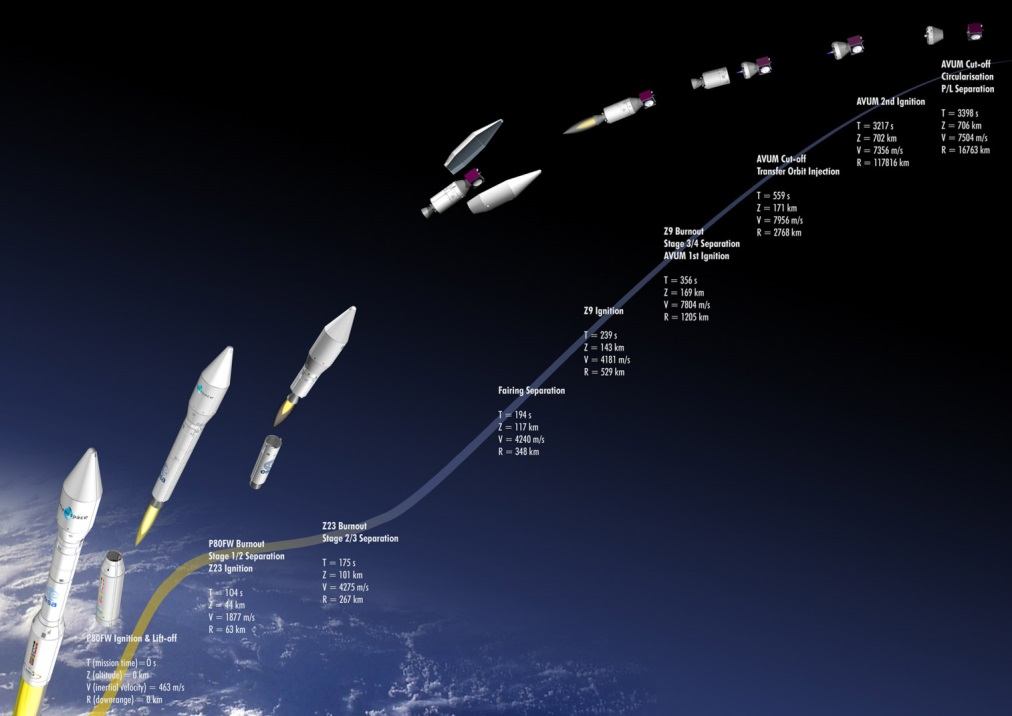 P80FW Ignition & Lift-off
T (mission time) = 0 s
Z (altitude) = 0 km
V (inertial velocity) = 463 m/s
R (downrange) = 0 km
P80FW Burnout
Stage 1/2 Separation
Z23 Ignition
T = 104 s
Z = 44 km
V = 1877 m/s
R = 63 km
Z23 Burnout
Stage 2/3 Separation
T = 175 s
Z = 101 km
V = 4275 m/s
R = 267 km
Fairing Separation
T = 194 s
Z = 117 km
V = 4240 m/s
R = 348 km
Z9 Ignition
T = 239 s
Z = 143 km
V = 4181 m/s
R = 529 km
Z9 Burnout
Stage 3/4 Separation
AVUM 1st Ignition
T = 356 s
Z = 169 km
V = 7804 m/s
R = 1205 km
AVUM Cut-off
Transfer Orbit Injection
T = 559 s
Z = 171 km
V = 7956 m/s
R = 2768 km
AVUM 2nd Ignition
T = 3217 s
Z = 702 km
V = 7356 m/s
R = 117816 km
AVUM Cut-off
Circularisation
P/L Separation
T = 3398 s
Z = 706 km
V = 7504 m/s
R = 16763 km